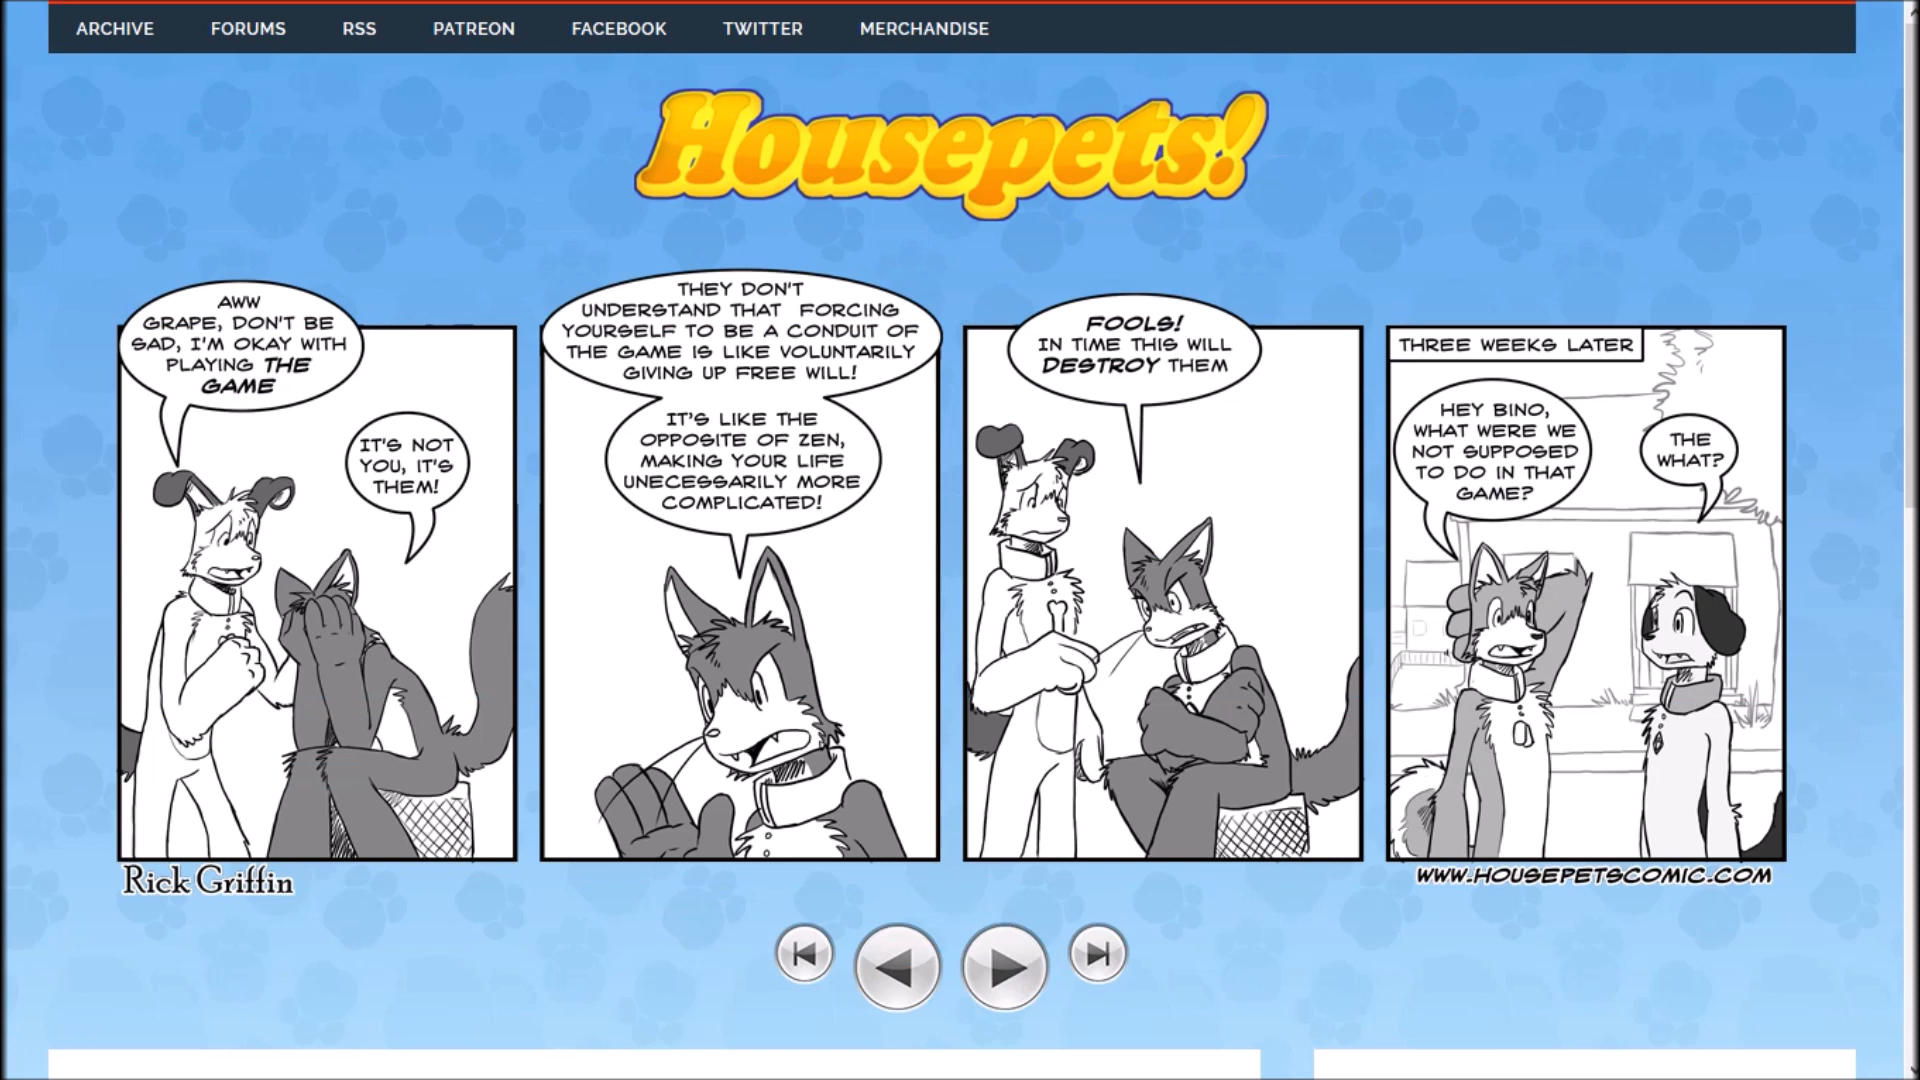 ARCHIVE FORUMS RSS PATREON FACEBOOK TWITTER MERCHANDISE
Housepets!
AWW
GRAPE, DON'T BE
SAD, I'M OKAY WITH
PLAYING THE
GAME
IT'S NOT
YOU, IT'S
THEM!
THEY DON'T
UNDERSTAND THAT FORCING
YOURSELF TO BE A CONDUIT OF
THE GAME IS LIKE VOLUNTARILY
GIVING UP FREE WILL!
IT'S LIKE THE
OPPOSITE OF ZEN,
MAKING YOUR LIFE
UNECESSARILY MORE
COMPLICATED!
FOOLS!
IN TIME THIS WILL
DESTROY THEM
THREE WEEKS LATER
HEY BINO,
WHAT WERE WE
NOT SUPPOSED
TO DO IN THAT
GAME?
THE
WHAT?
Rick Griffin
WWW.HOUSEPETSCOMIC.COM